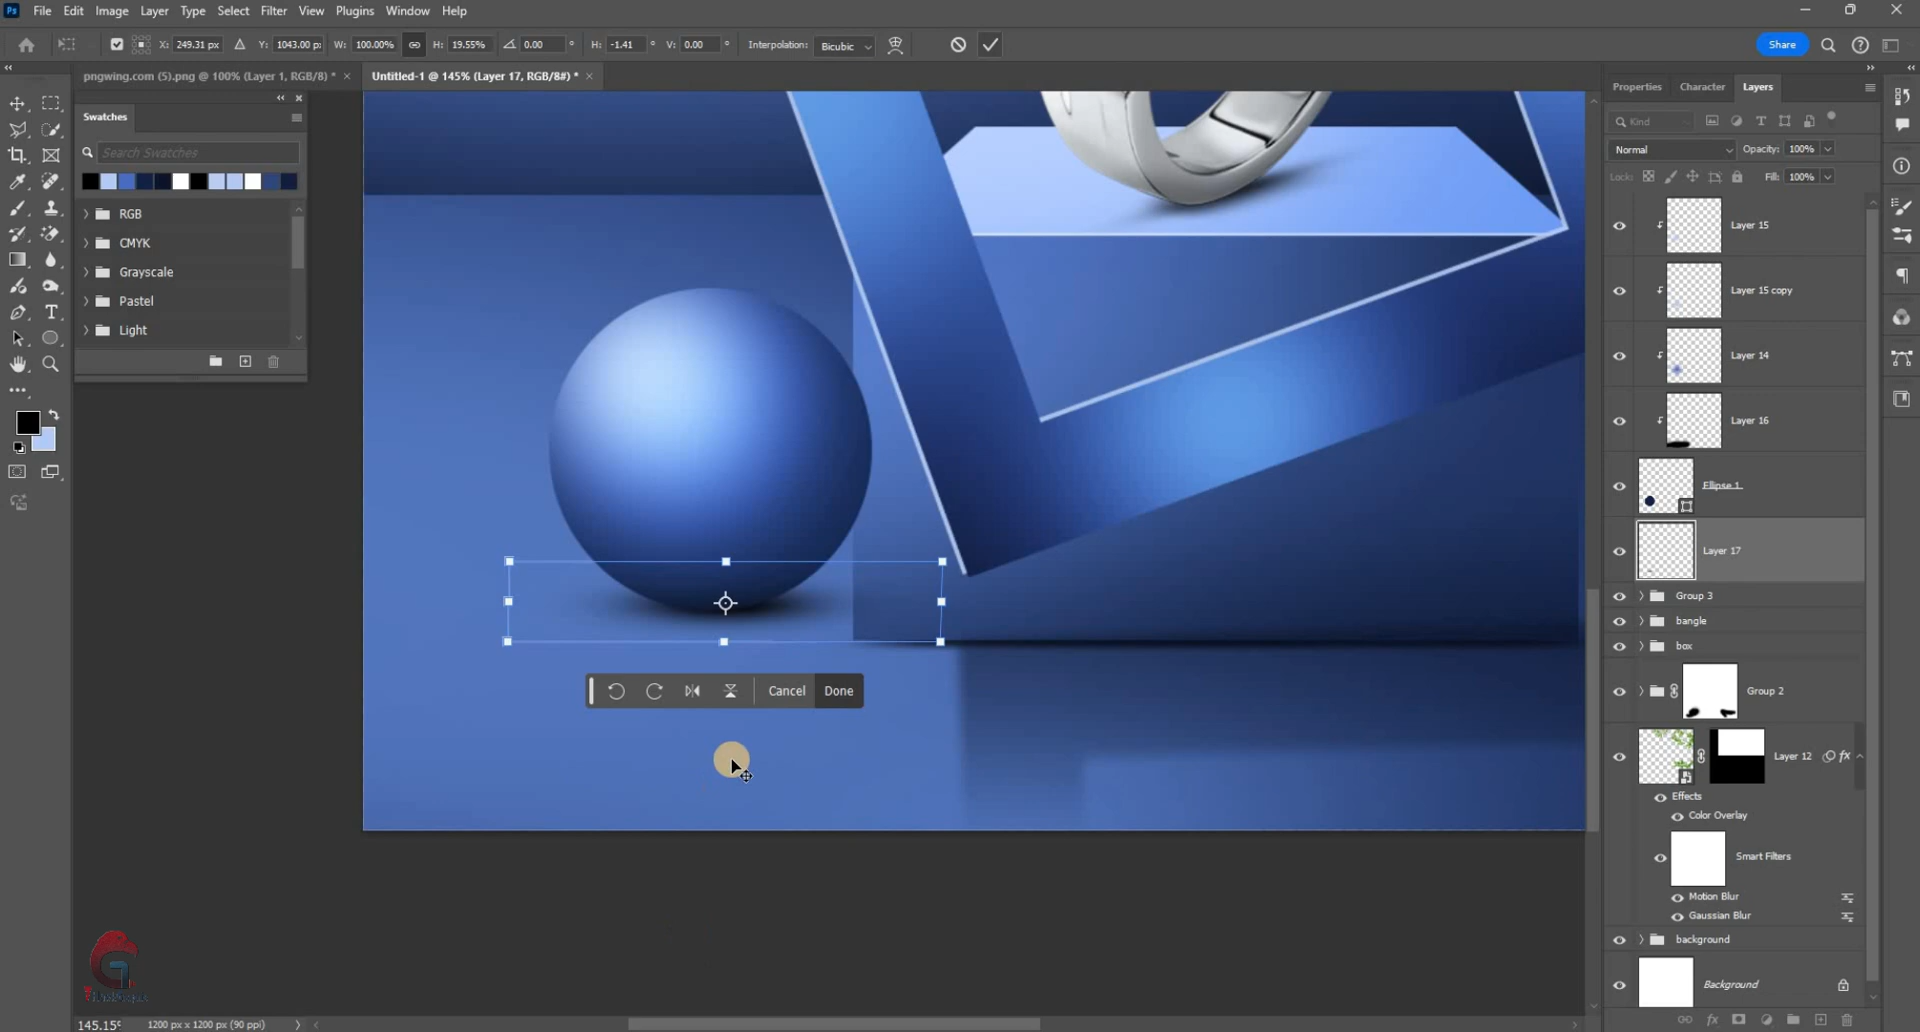 Ps File Edit Image Layer Type Select Filter View Plugins Window Help
X: 249.31 px Y: 1043.00 px W: 100.00% H: 19.55% 0.00 ° H: -1.41 ° V: 0.00 ° Interpolation: Bicubic Share
pngwing.com (5).png @ 100% (Layer 1, RGB/8) * × Untitled-1 @ 145% (Layer 17, RGB/8#) * ×
Swatches
Search Swatches
RGB
CMYK
Grayscale
Pastel
Light
Cancel Done
Properties Character Layers
Kind
Normal Opacity: 100%
Lock: Fill: 100%
Layer 15
Layer 15 copy
Layer 14
Layer 16
Ellipse 1
Layer 17
Group 3
bangle
box
Group 2
Layer 12 fx
Effects
Color Overlay
Smart Filters
Motion Blur
Gaussian Blur
background
Background
fx
145.15%
1200 px x 1200 px (90 ppi)